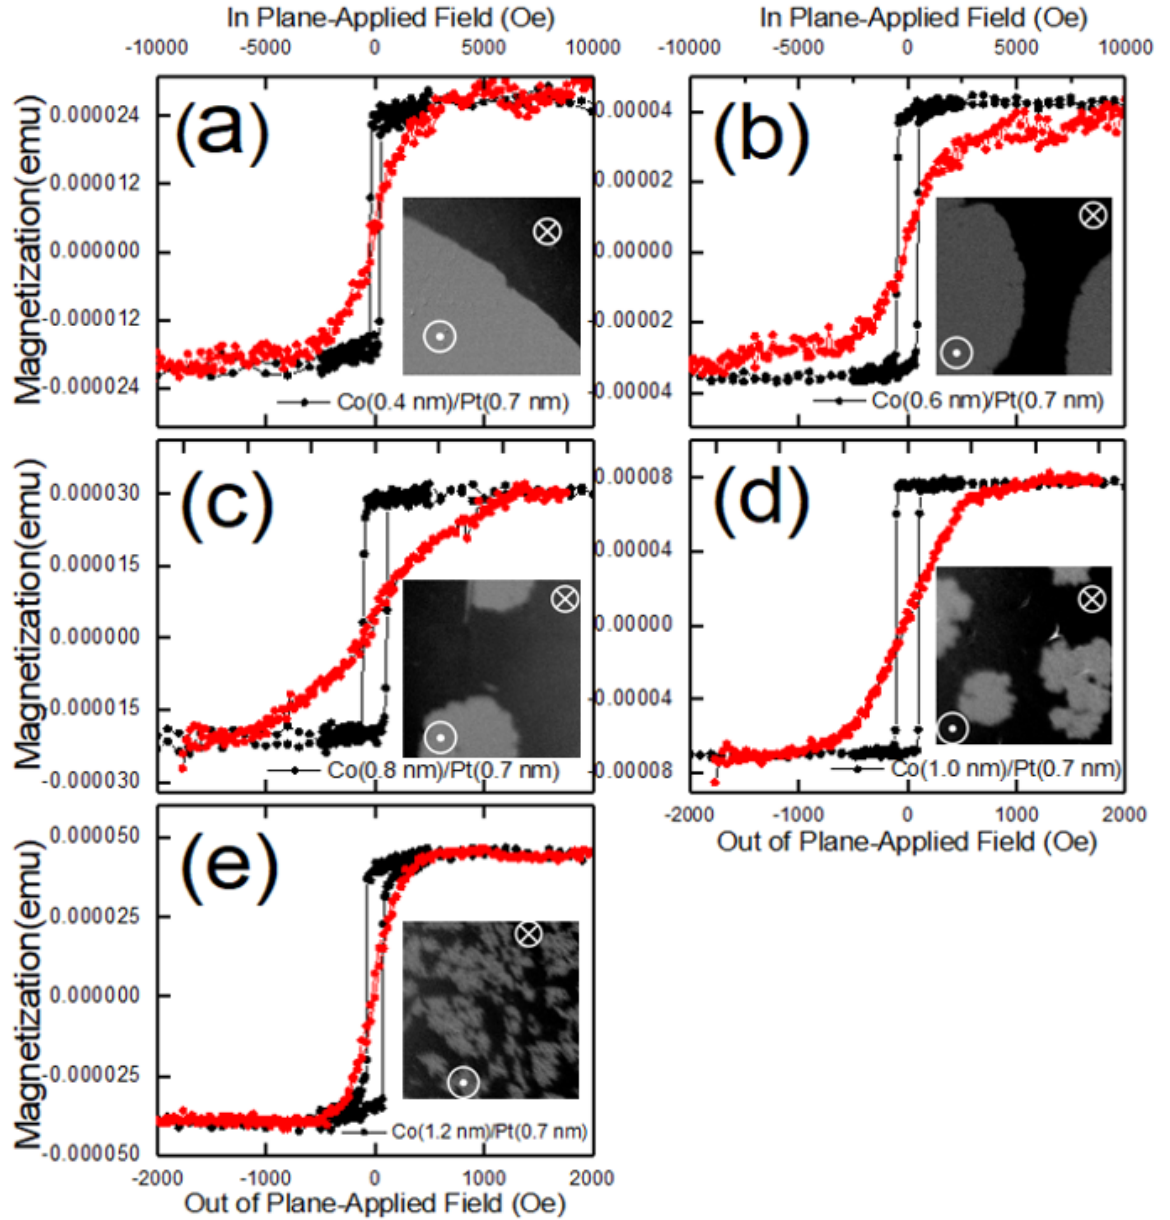 In Plane-Applied Field (Oe)
-10000 -5000 0 5000 10000
In Plane-Applied Field (Oe)
-10000 -5000 0 5000 10000
Magnetization(emu)
0.000024
0.000012
0.000000
-0.000012
-0.000024
(a)
Co(0.4 nm)/Pt(0.7 nm)
0.00004
0.00002
0.00000
0.00002
0.00004
(b)
Co(0.6 nm)/Pt(0.7 nm)
Magnetization(emu)
0.000030
0.000015
0.000000
-0.000015
-0.000030
(c)
Co(0.8 nm)/Pt(0.7 nm)
0.00008
0.00004
0.00000
0.00004
0.00008
(d)
Co(1.0 nm)/Pt(0.7 nm)
-2000 -1000 0 1000 2000
Out of Plane-Applied Field (Oe)
Magnetization(emu)
0.000050
0.000025
0.000000
-0.000025
-0.000050
(e)
Co(1.2 nm)/Pt(0.7 nm)
-2000 -1000 0 1000 2000
Out of Plane-Applied Field (Oe)